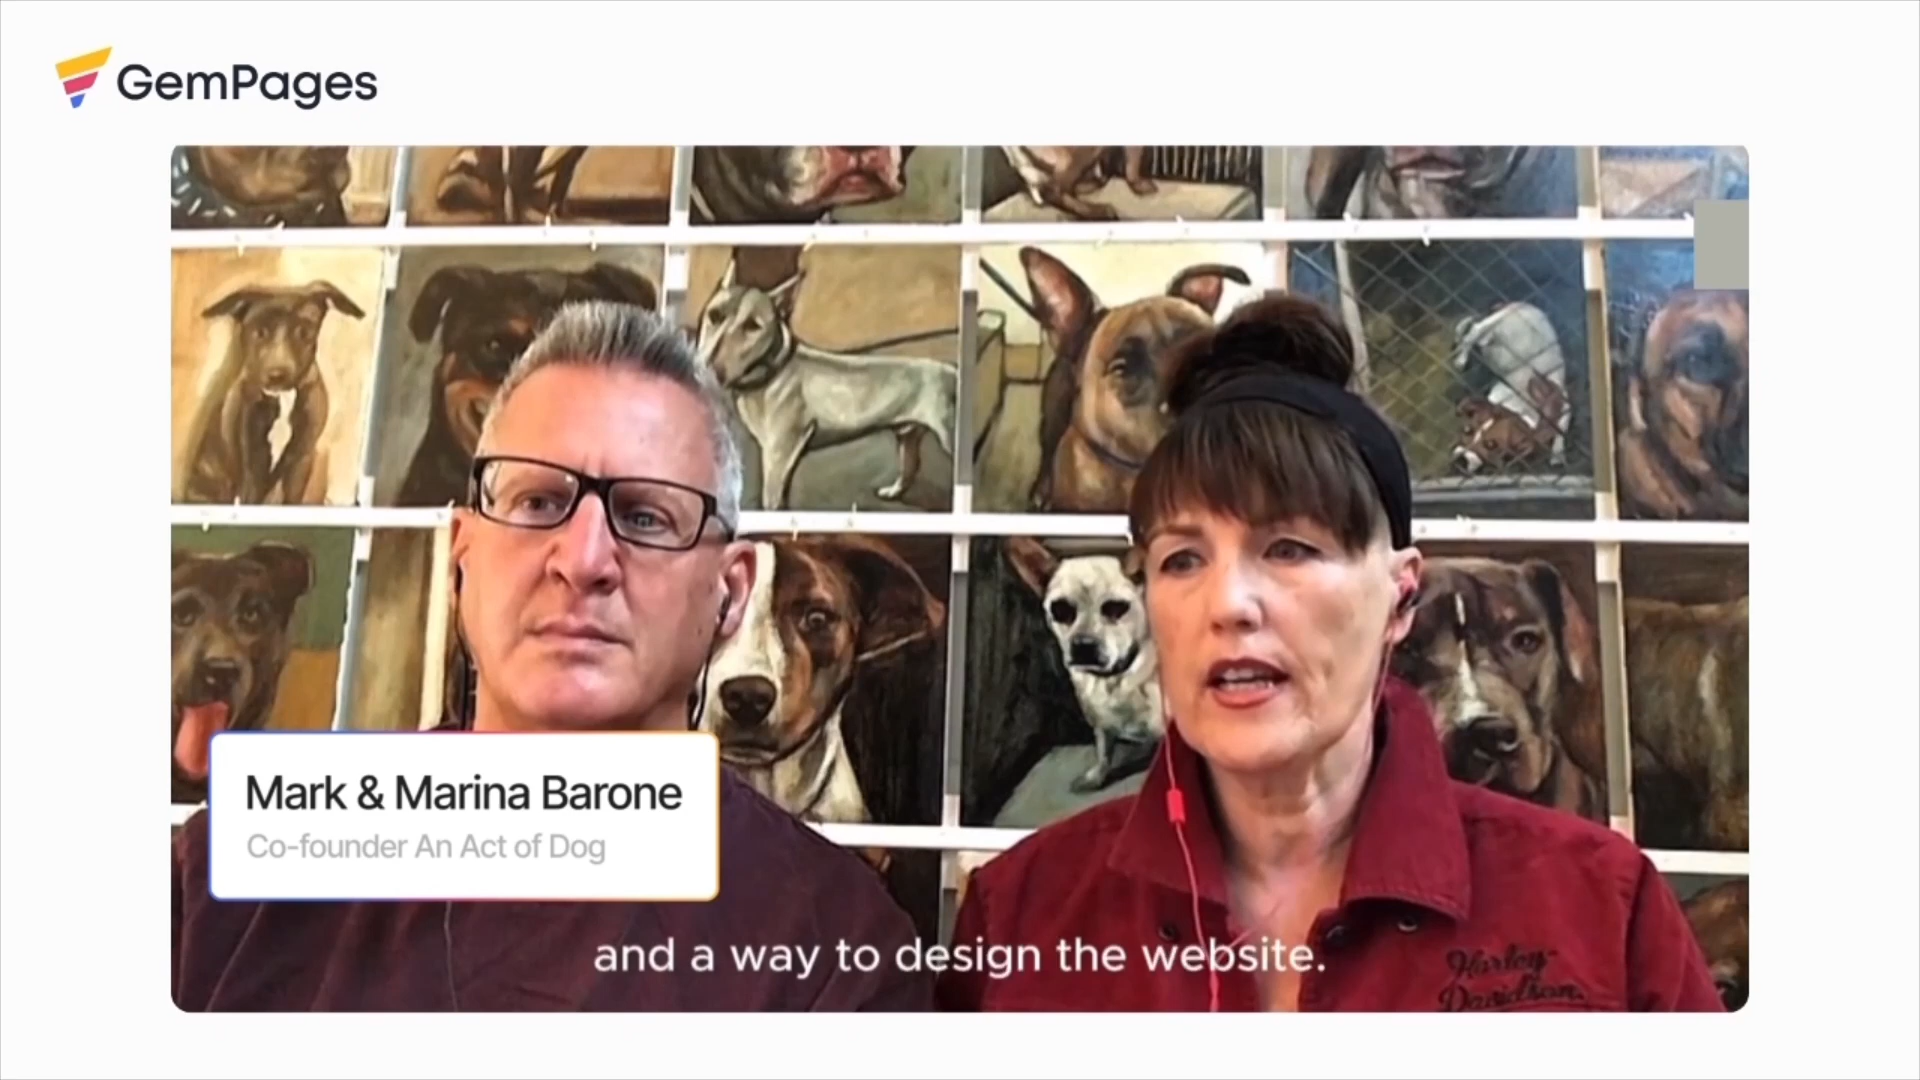 GemPages
Mark & Marina Barone
Co-founder An Act of Dog
and a way to design the website.
Harley-
Davidson